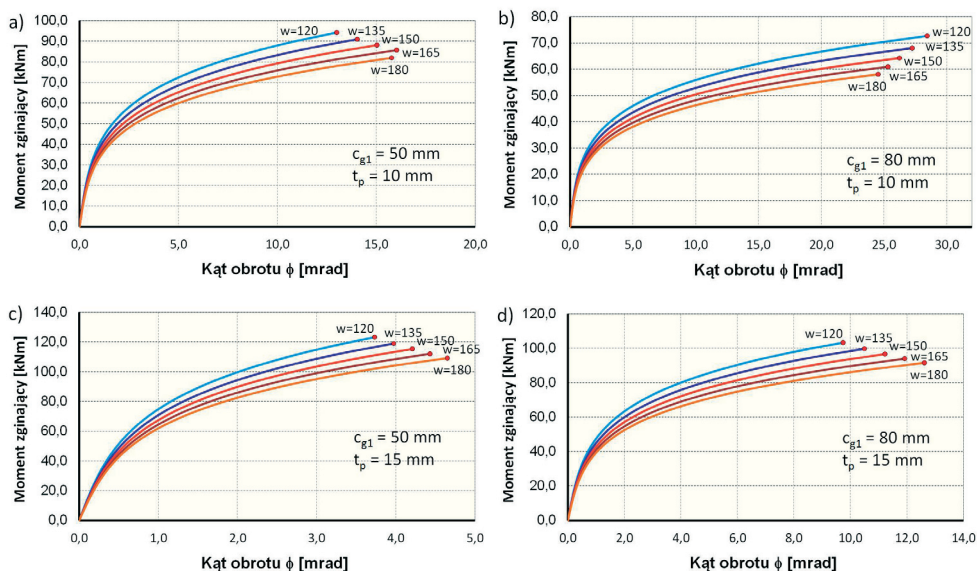 a)
Moment zginający [kNm]
100,0
90,0
80,0
70,0
60,0
50,0
40,0
30,0
20,0
10,0
0,0
w=120
w=135
w=150
w=165
w=180
c_g1 = 50 mm
t_p = 10 mm
0,0 5,0 10,0 15,0 20,0
Kąt obrotu ϕ [mrad]
b)
Moment zginający [kNm]
80,0
70,0
60,0
50,0
40,0
30,0
20,0
10,0
0,0
w=120
w=135
w=150
w=165
w=180
c_g1 = 80 mm
t_p = 10 mm
0,0 5,0 10,0 15,0 20,0 25,0 30,0
Kąt obrotu ϕ [mrad]
c)
Moment zginający [kNm]
140,0
120,0
100,0
80,0
60,0
40,0
20,0
0,0
w=120
w=135
w=150
w=165
w=180
c_g1 = 50 mm
t_p = 15 mm
0,0 1,0 2,0 3,0 4,0 5,0
Kąt obrotu ϕ [mrad]
d)
Moment zginający [kNm]
120,0
100,0
80,0
60,0
40,0
20,0
0,0
w=120
w=135
w=150
w=165
w=180
c_g1 = 80 mm
t_p = 15 mm
0,0 2,0 4,0 6,0 8,0 10,0 12,0 14,0
Kąt obrotu ϕ [mrad]